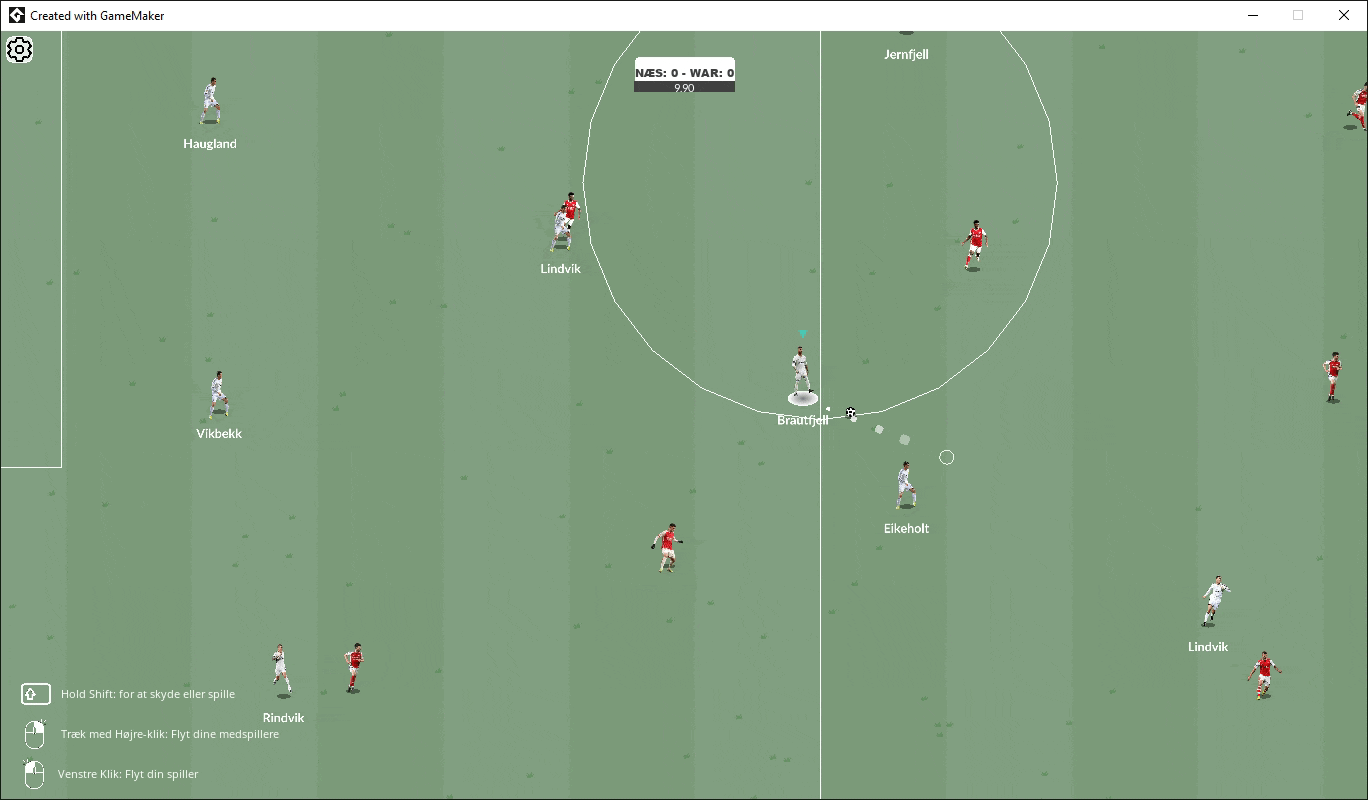 Created with GameMaker
Jernfjell
NÆS: 0 - WAR: 0
9.90
Haugland
Lindvik
Brautfjell
Vikbekk
Eikeholt
Lindvik
Hold Shift: for at skyde eller spille
Rindvik
Træk med Højre-klik: Flyt dine medspillere
Venstre Klik: Flyt din spiller